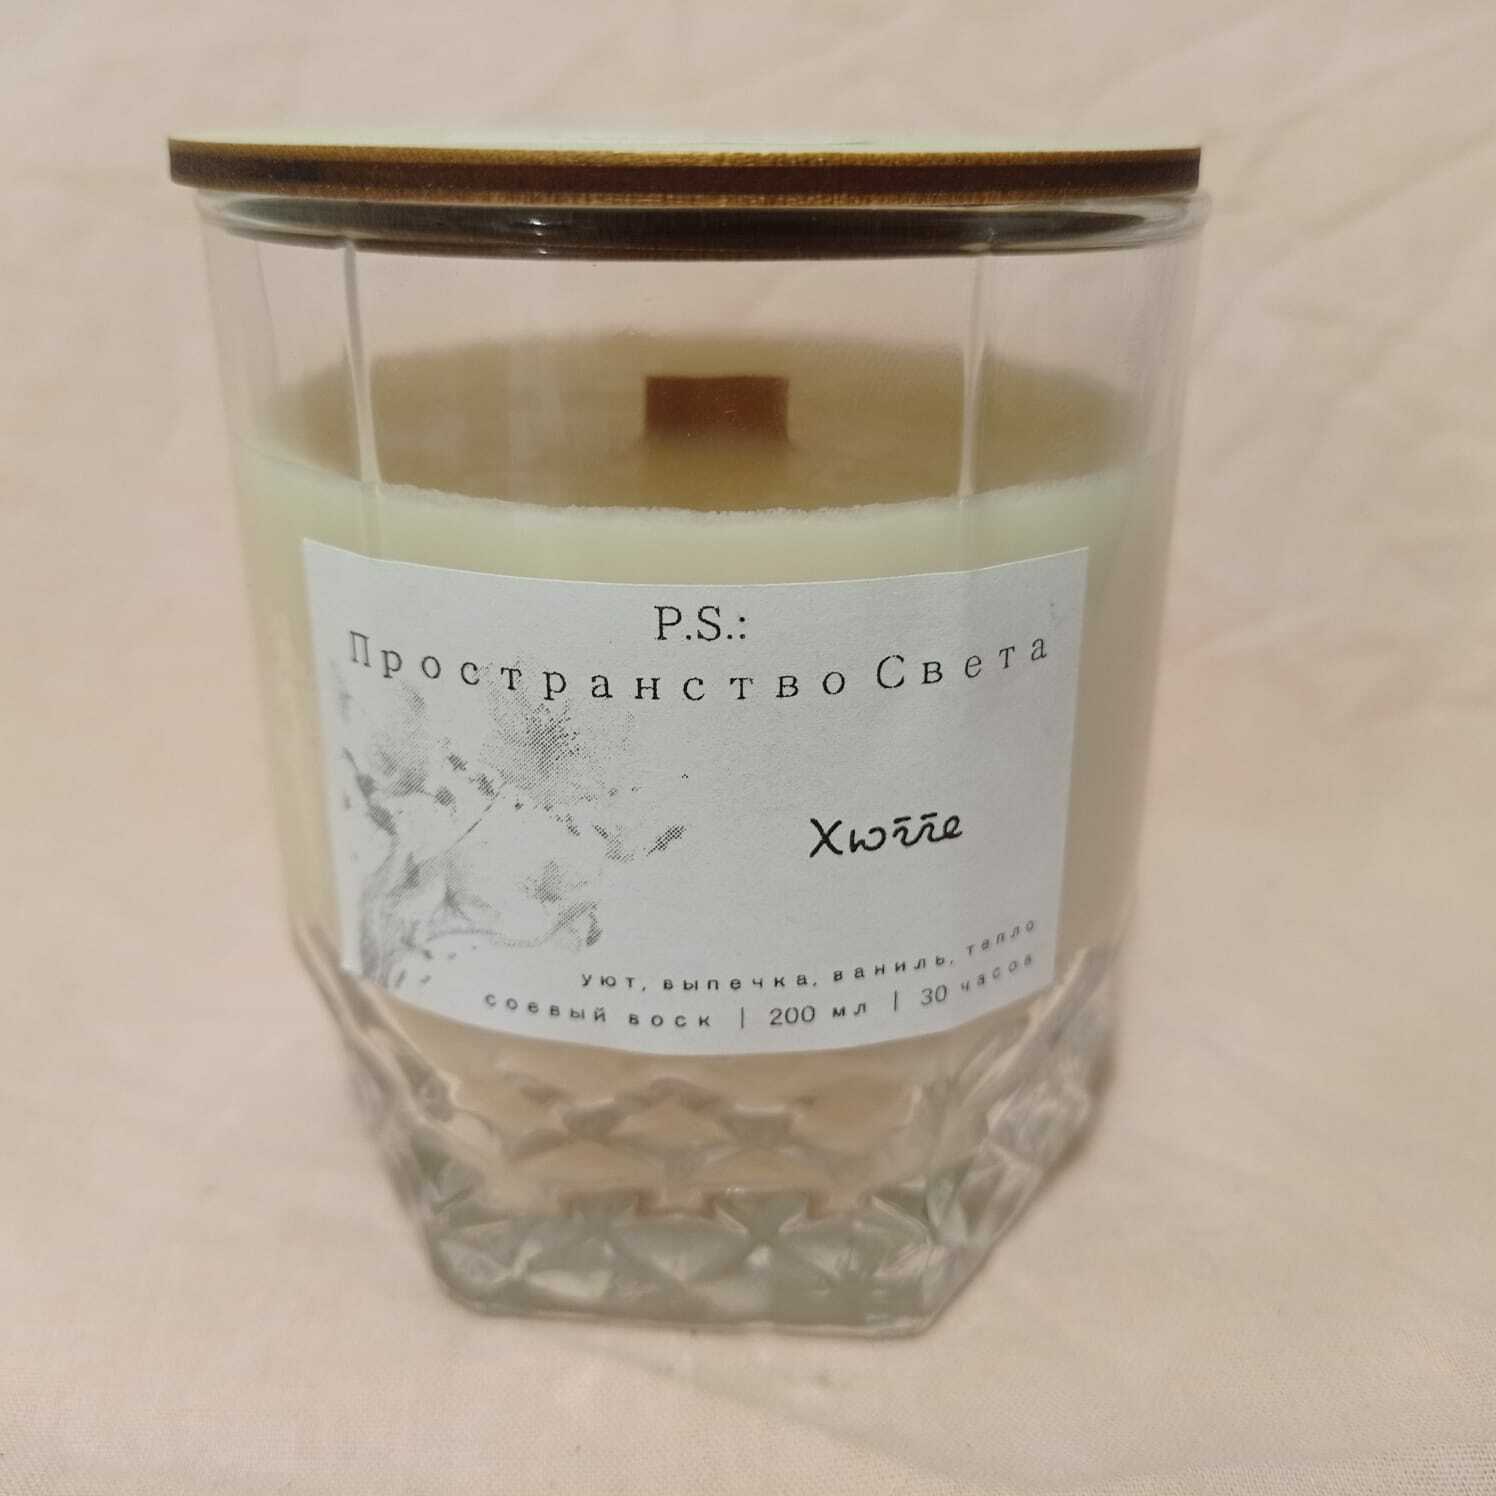 P.S.:
Пространство Света
Хюгге
уют, выпечка, ваниль, тепло
соевый воск | 200 мл | 30 часов